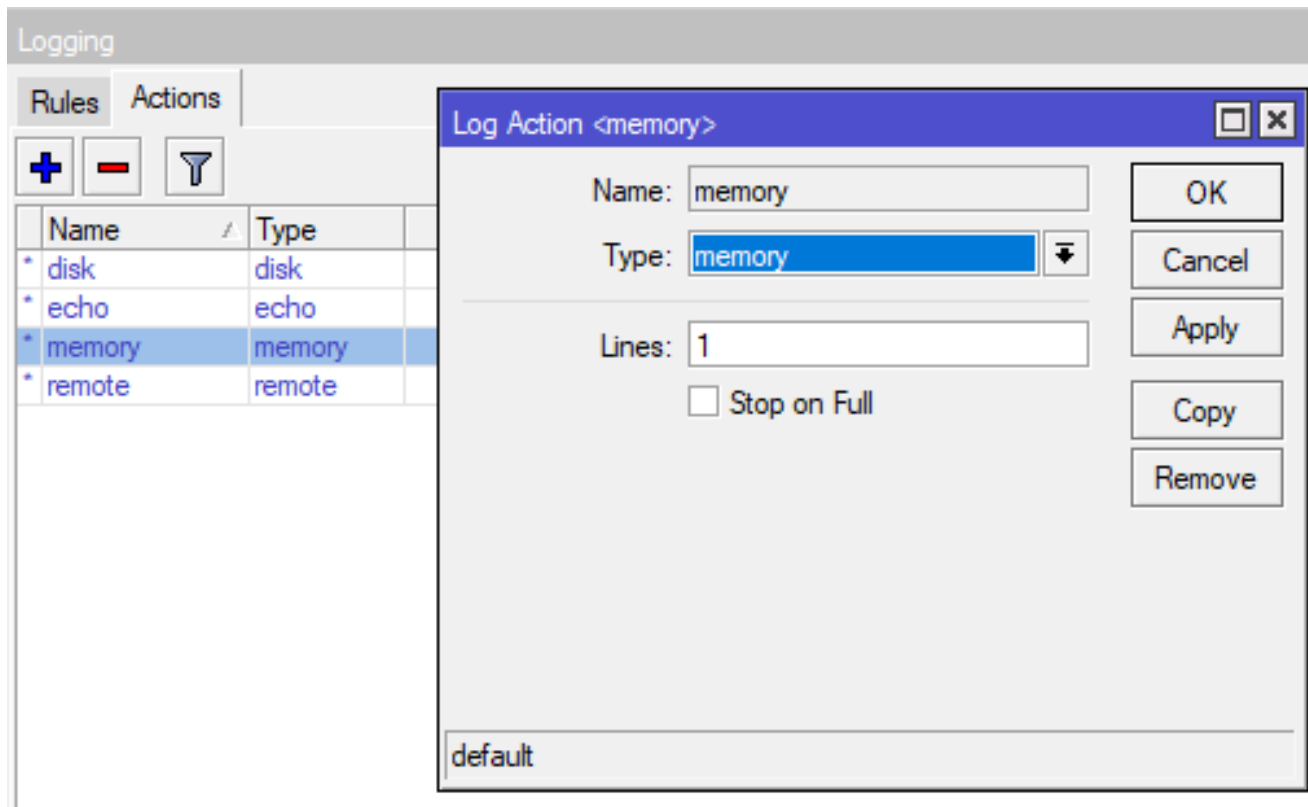 Logging
Rules Actions
Name Type
* disk disk
* echo echo
* memory memory
* remote remote
Log Action <memory>
Name: memory
Type: memory
Lines: 1
Stop on Full
OK
Cancel
Apply
Copy
Remove
default